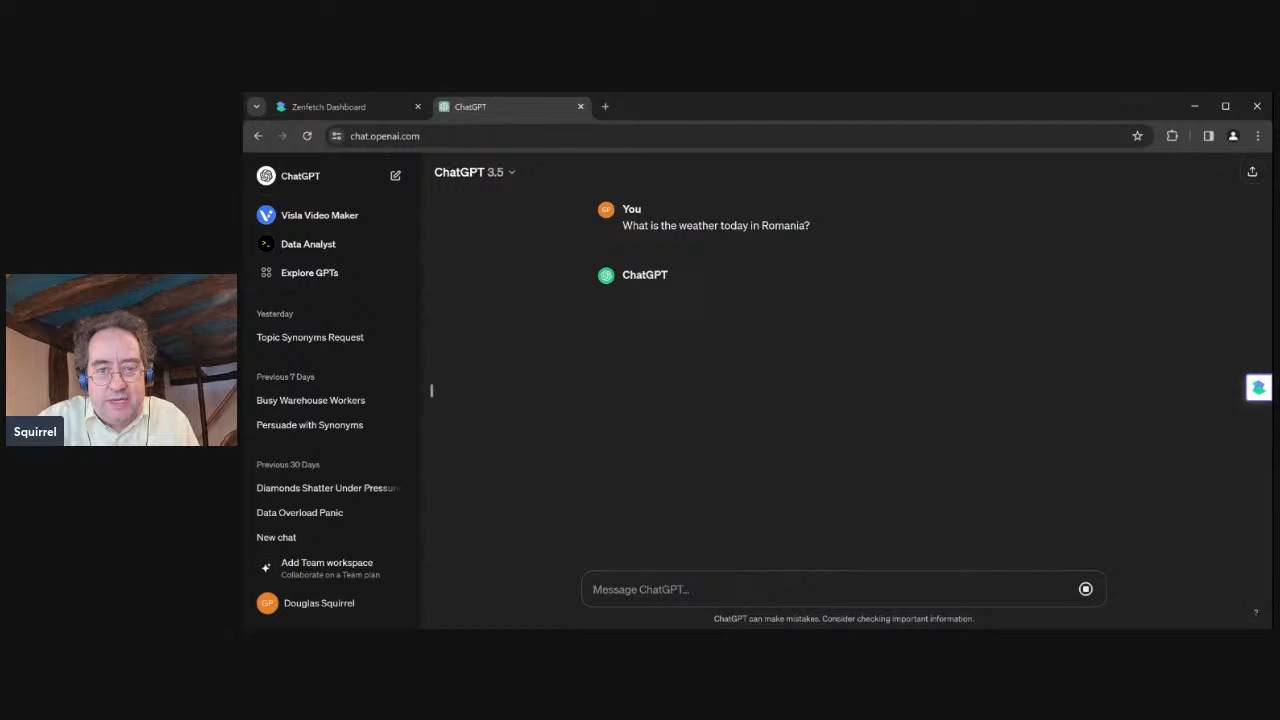 Zenfetch Dashboard
ChatGPT
chat.openai.com
ChatGPT
Visla Video Maker
Data Analyst
Explore GPTs
Yesterday
Topic Synonyms Request
Previous 7 Days
Busy Warehouse Workers
Persuade with Synonyms
Previous 30 Days
Diamonds Shatter Under Pressur
Data Overload Panic
New chat
Add Team workspace
Collaborate on a Team plan
GP Douglas Squirrel
ChatGPT 3.5
GP You
What is the weather today in Romania?
ChatGPT
Message ChatGPT...
ChatGPT can make mistakes. Consider checking important information.
?
Squirrel